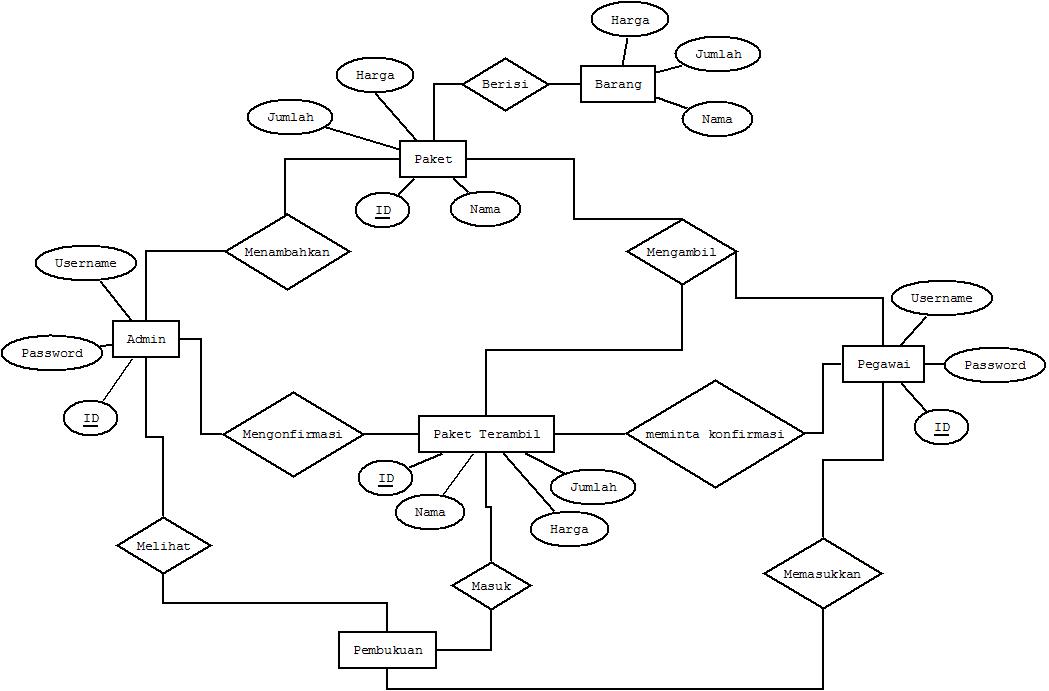 Harga
Jumlah
Harga
Berisi
Barang
Jumlah
Nama
Paket
ID
Nama
Menambahkan
Mengambil
Username
Username
Admin
Password
Pegawai
Password
ID
ID
Mengonfirmasi
Paket Terambil
meminta konfirmasi
ID
Nama
Jumlah
Harga
Melihat
Masuk
Memasukkan
Pembukuan